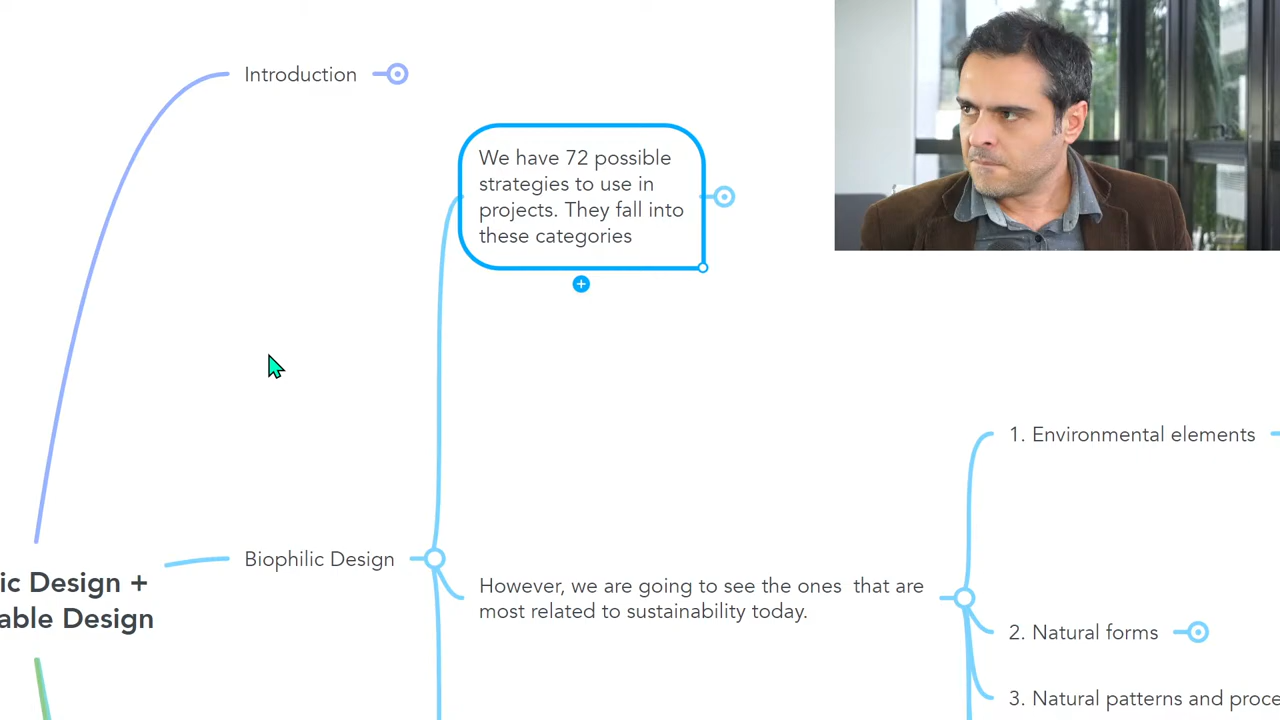 Introduction
We have 72 possible
strategies to use in
projects. They fall into
these categories
1. Environmental elements
Biophilic Design
ic Design +
able Design
However, we are going to see the ones  that are
most related to sustainability today.
2. Natural forms
3. Natural patterns and proce